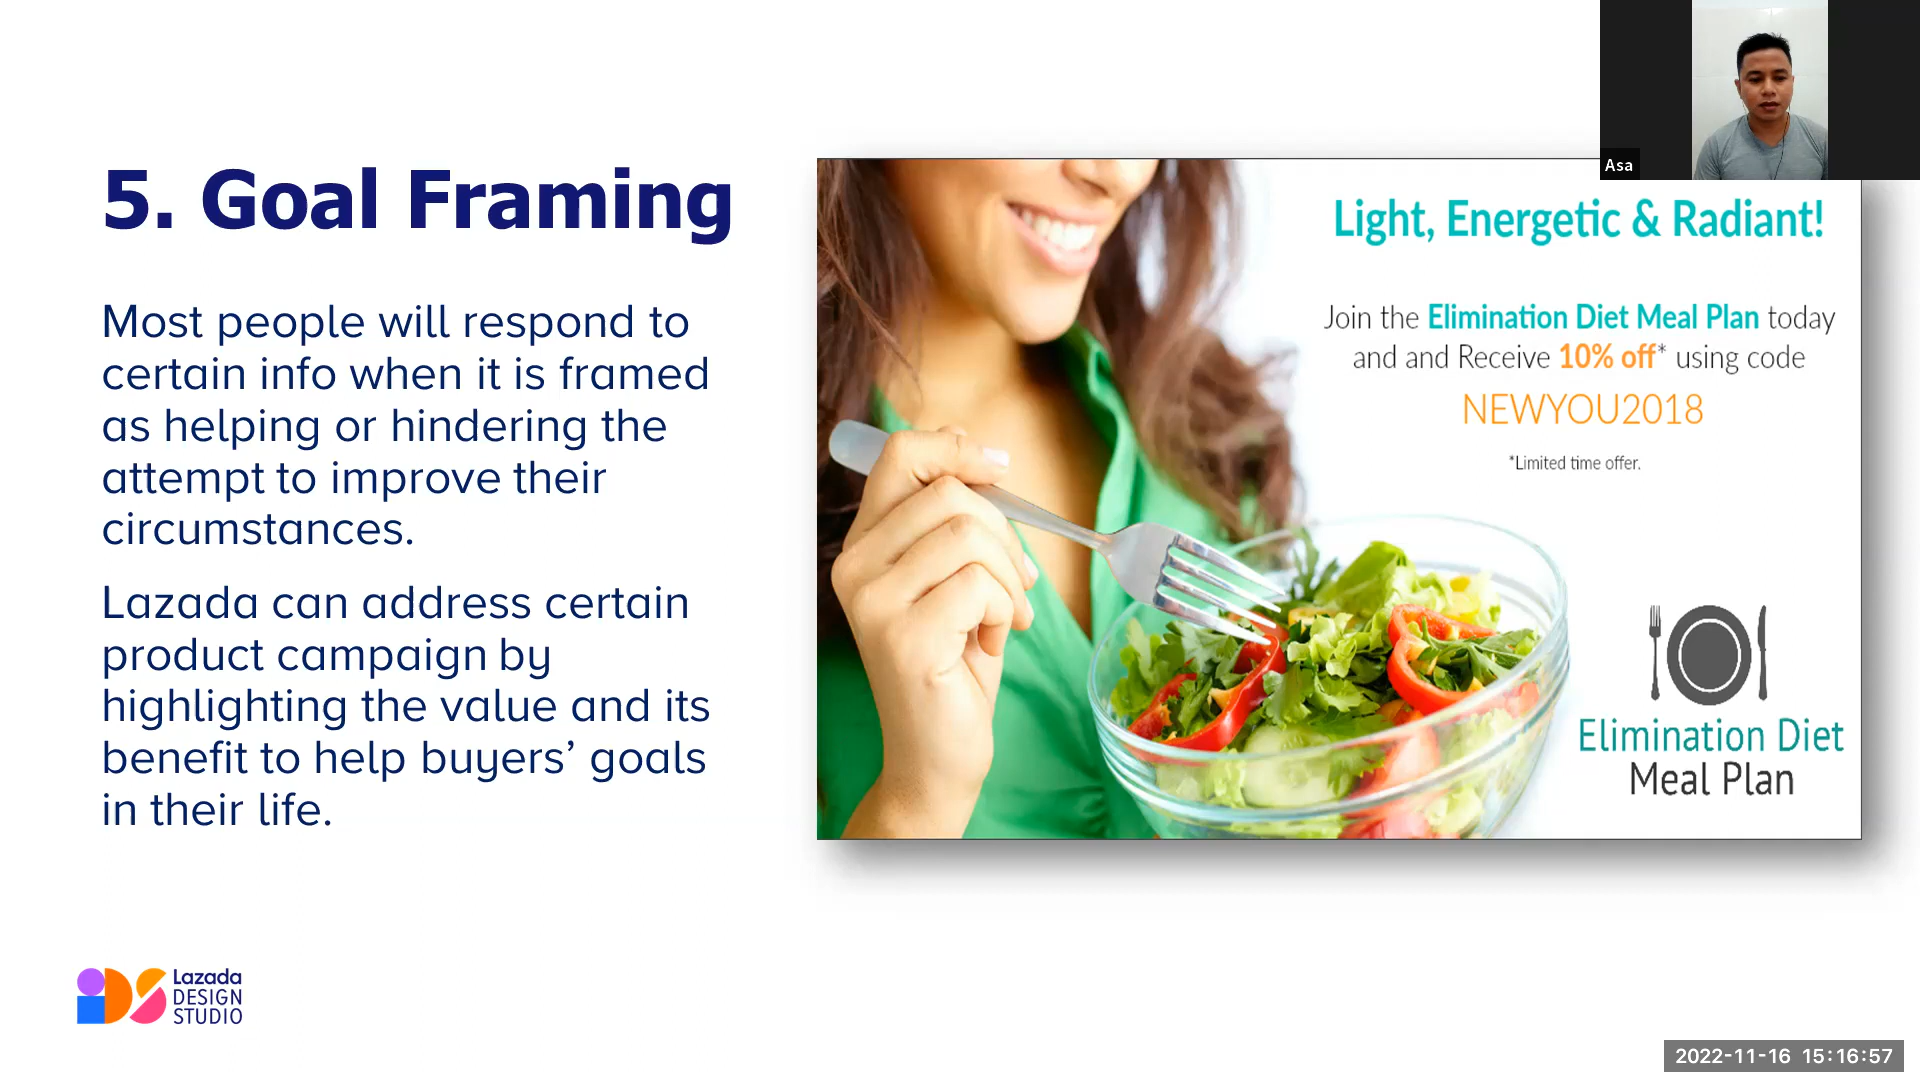 5. Goal Framing
Most people will respond to
certain info when it is framed
as helping or hindering the
attempt to improve their
circumstances.
Lazada can address certain
product campaign by
highlighting the value and its
benefit to help buyers’ goals
in their life.
Light, Energetic & Radiant!
Join the Elimination Diet Meal Plan today
and and Receive 10% off* using code
NEWYOU2018
*Limited time offer.
Elimination Diet
Meal Plan
Asa
Lazada
DESIGN
STUDIO
2022-11-16 15:16:57